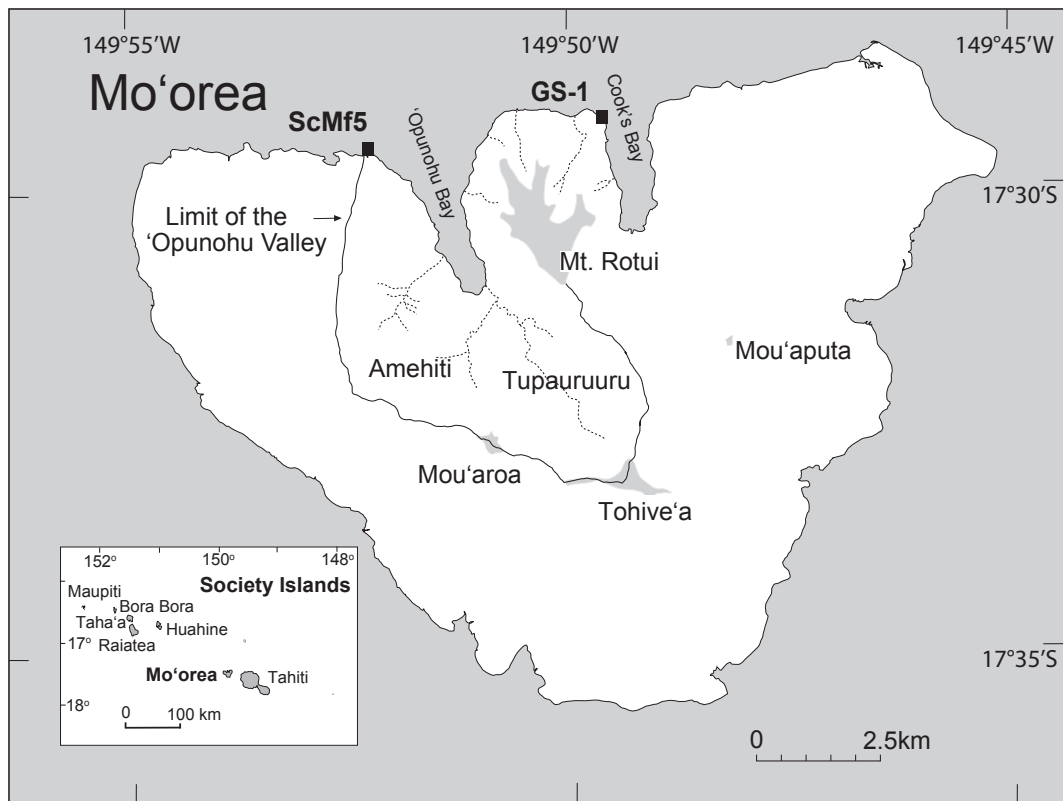 149°55'W
149°50'W
149°45'W
Mo‘orea
GS-1
Cook's Bay
ScMf5
‘Opunohu Bay
17°30'S
Limit of the
‘Opunohu Valley
Mt. Rotui
Mou‘aputa
Amehiti
Tupauruuru
Mou‘aroa
Tohive‘a
152°
150°
148°
Society Islands
Maupiti
Bora Bora
Taha‘a
Huahine
Raiatea
17°
Mo‘orea
Tahiti
18°
0 100 km
17°35'S
0 2.5km